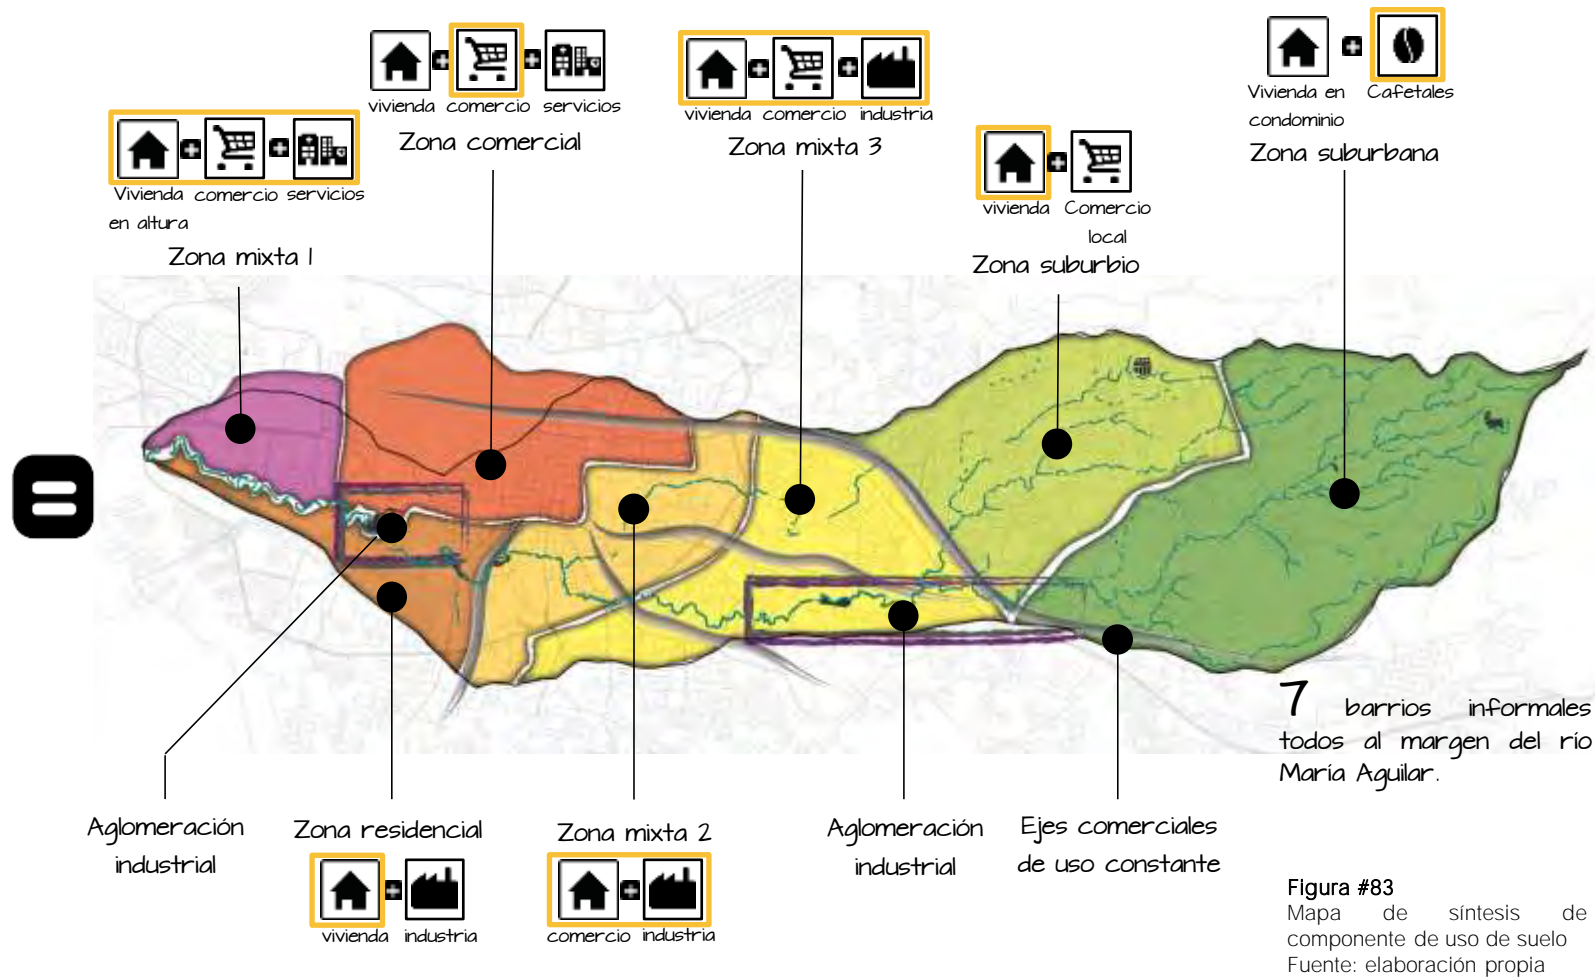 vivienda comercio servicios
Zona comercial
vivienda comercio industria
Zona mixta 3
Vivienda en condominio
Cafetales
Zona suburbana
Vivienda en altura
comercio servicios
Zona mixta 1
vivienda
Comercio local
Zona suburbio
7 barrios informales
todos al margen del río
María Aguilar.
Aglomeración
industrial
Zona residencial
vivienda industria
Zona mixta 2
comercio industria
Aglomeración
industrial
Ejes comerciales
de uso constante
Figura #83
Mapa de síntesis de
componente de uso de suelo
Fuente: elaboración propia